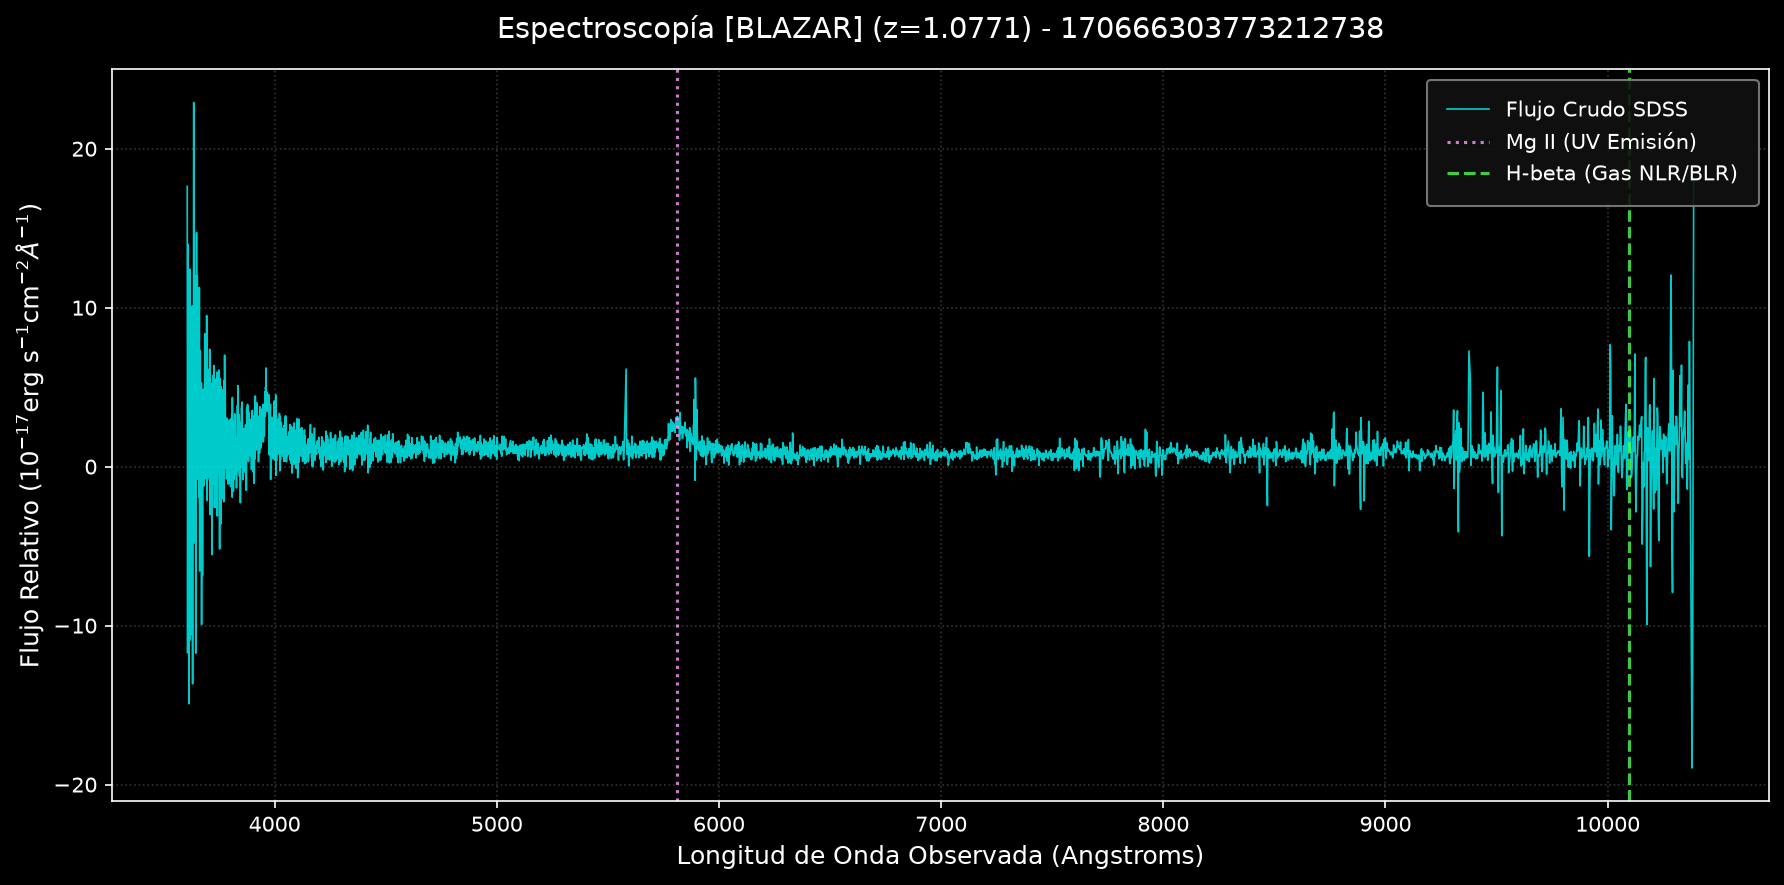 Espectroscopía [BLAZAR] (z=1.0771) - 170666303773212738
Flujo Crudo SDSS
Mg II (UV Emisión)
H-beta (Gas NLR/BLR)
Flujo Relativo (10⁻¹⁷erg s⁻¹cm⁻²Å⁻¹)
20
10
0
−10
−20
4000 5000 6000 7000 8000 9000 10000
Longitud de Onda Observada (Angstroms)